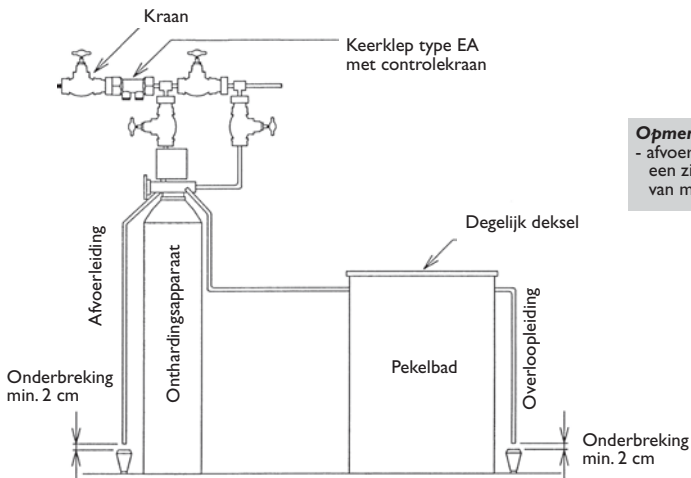 Kraan
Keerklep type EA
met controlekraan
Opmer
- afvoer
een
van
Degelijk deksel
Afvoerleiding
Onthardingsapparaat
Pekelbad
Overloopleiding
Onderbreking
min. 2 cm
Onderbreking
min. 2 cm